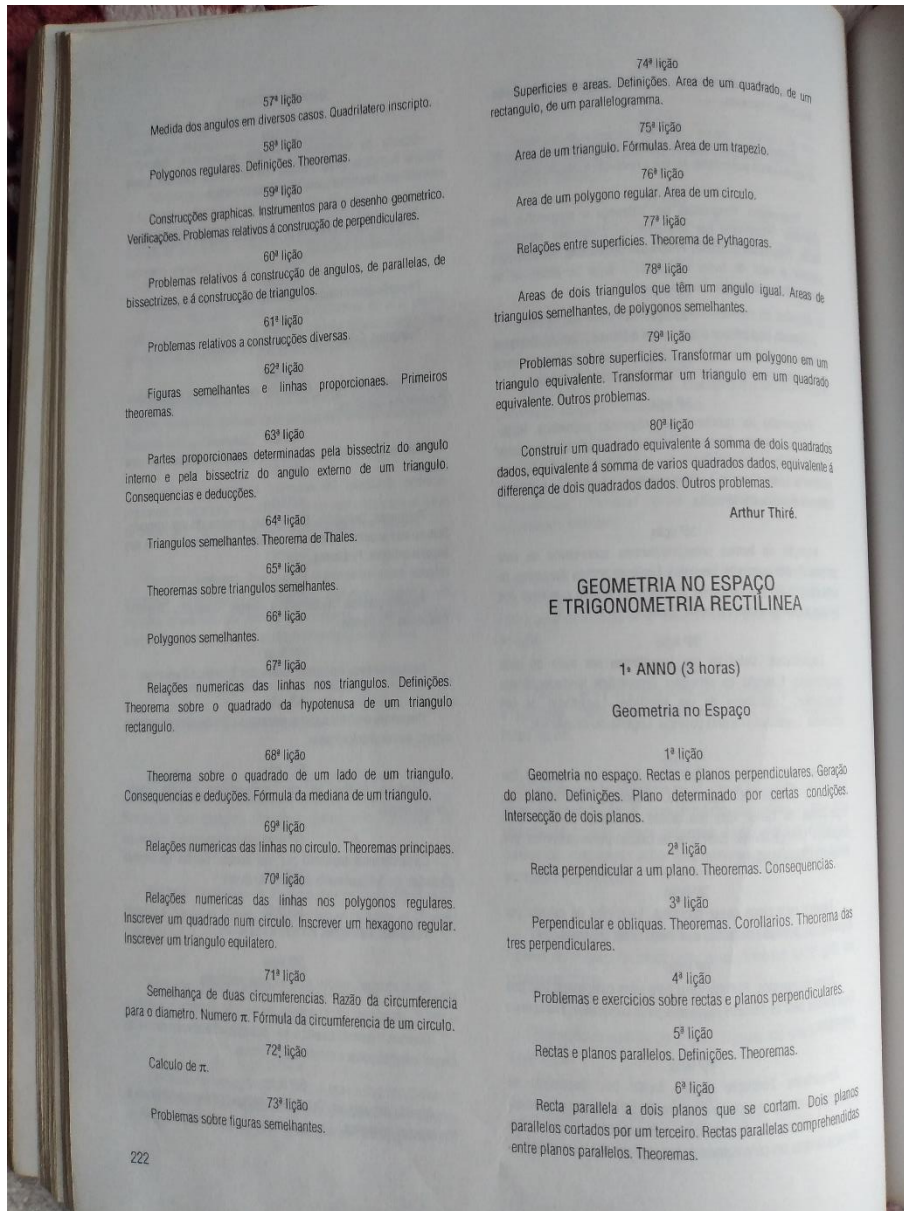 57ª lição
Medida dos angulos em diversos casos. Quadrilatero inscripto.
58ª lição
Polygonos regulares. Definições. Theoremas.
59ª lição
Construcções graphicas. Instrumentos para o desenho geometrico.
Verificações. Problemas relativos á construcção de perpendiculares.
60ª lição
Problemas relativos á construcção de angulos, de parallelas, de
bissectrizes, e á construcção de triangulos.
61ª lição
Problemas relativos a construcções diversas.
62ª lição
Figuras semelhantes e linhas proporcionaes. Primeiros
theoremas.
63ª lição
Partes proporcionaes determinadas pela bissectriz do angulo
interno e pela bissectriz do angulo externo de um triangulo.
Consequencias e deducções.
64ª lição
Triangulos semelhantes. Theorema de Thales.
65ª lição
Theoremas sobre triangulos semelhantes.
66ª lição
Polygonos semelhantes.
67ª lição
Relações numericas das linhas nos triangulos. Definições.
Theorema sobre o quadrado da hypotenusa de um triangulo
rectangulo.
68ª lição
Theorema sobre o quadrado de um lado de um triangulo.
Consequencias e deduções. Fórmula da mediana de um triangulo.
69ª lição
Relações numericas das linhas no circulo. Theoremas principaes.
70ª lição
Relações numericas das linhas nos polygonos regulares.
Inscrever um quadrado num circulo. Inscrever um hexagono regular.
Inscrever um triangulo equilatero.
71ª lição
Semelhança de duas circumferencias. Razão da circumferencia
para o diametro. Numero π. Fórmula da circumferencia de um circulo.
72ª lição
Calculo de π.
73ª lição
Problemas sobre figuras semelhantes.
222
74ª lição
Superficies e areas. Definições. Area de um quadrado, de um
rectangulo, de um parallelogramma.
75ª lição
Area de um triangulo. Fórmulas. Area de um trapezio.
76ª lição
Area de um polygono regular. Area de um circulo.
77ª lição
Relações entre superficies. Theorema de Pythagoras.
78ª lição
Areas de dois triangulos que têm um angulo igual. Areas de
triangulos semelhantes, de polygonos semelhantes.
79ª lição
Problemas sobre superficies. Transformar um polygono em um
triangulo equivalente. Transformar um triangulo em um quadrado
equivalente. Outros problemas.
80ª lição
Construir um quadrado equivalente á somma de dois quadrados
dados, equivalente á somma de varios quadrados dados, equivalente á
differença de dois quadrados dados. Outros problemas.
Arthur Thiré.
GEOMETRIA NO ESPAÇO
E TRIGONOMETRIA RECTILINEA
1º ANNO (3 horas)
Geometria no Espaço
1ª lição
Geometria no espaço. Rectas e planos perpendiculares. Geração
do plano. Definições. Plano determinado por certas condições.
Intersecção de dois planos.
2ª lição
Recta perpendicular a um plano. Theoremas. Consequencias.
3ª lição
Perpendicular e obliquas. Theoremas. Corollarios. Theorema das
tres perpendiculares.
4ª lição
Problemas e exercicios sobre rectas e planos perpendiculares.
5ª lição
Rectas e planos parallelos. Definições. Theoremas.
6ª lição
Recta parallela a dois planos que se cortam. Dois planos
parallelos cortados por um terceiro. Rectas parallelas comprehendidas
entre planos parallelos. Theoremas.